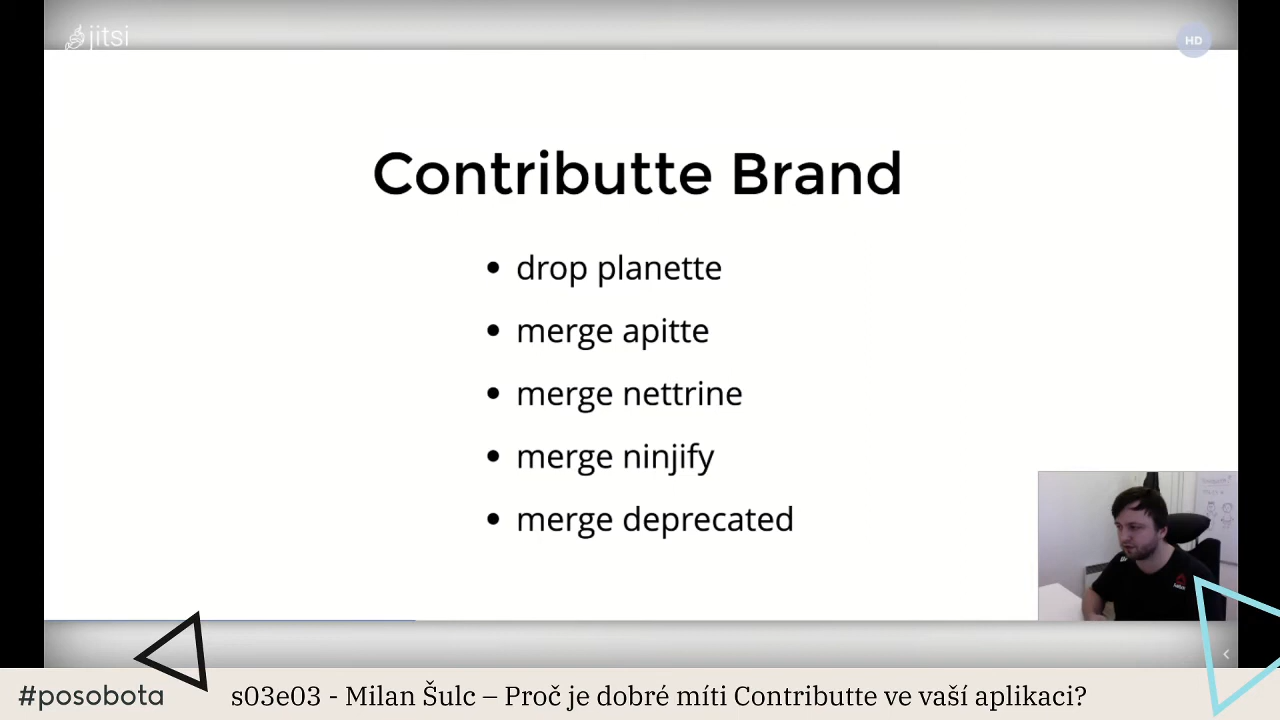 jitsi
HD
Contributte Brand
• drop planette
• merge apitte
• merge nettrine
• merge ninjify
• merge deprecated
#posobota
s03e03 - Milan Šulc – Proč je dobré míti Contributte ve vaší aplikaci?